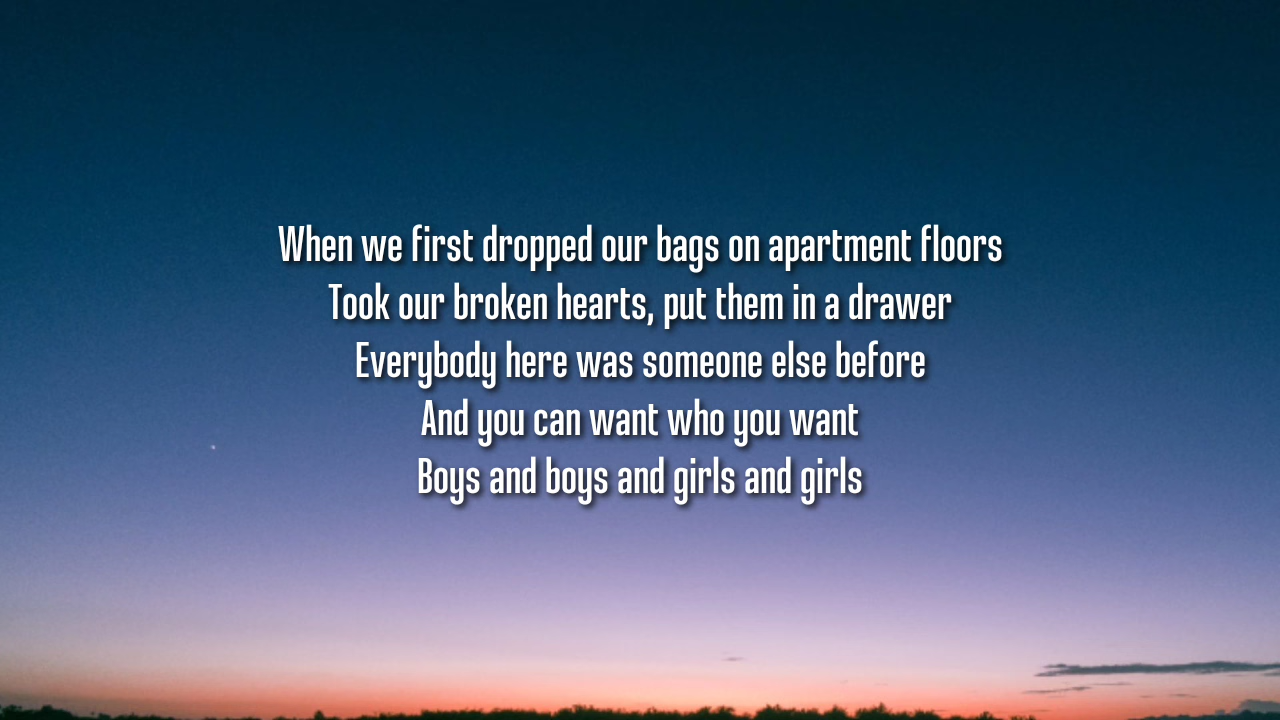 When we first dropped our bags on apartment floors
Took our broken hearts, put them in a drawer
Everybody here was someone else before
And you can want who you want
Boys and boys and girls and girls